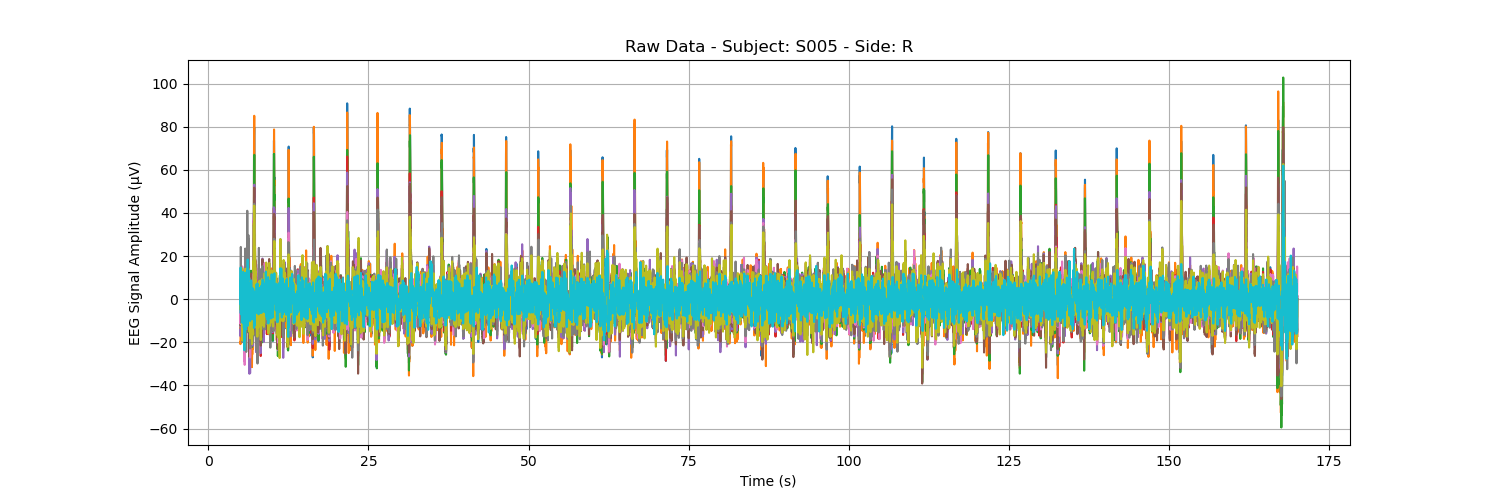 Raw Data - Subject: S005 - Side: R
EEG Signal Amplitude (µV)
100
80
60
40
20
0
−20
−40
−60
0 25 50 75 100 125 150 175
Time (s)